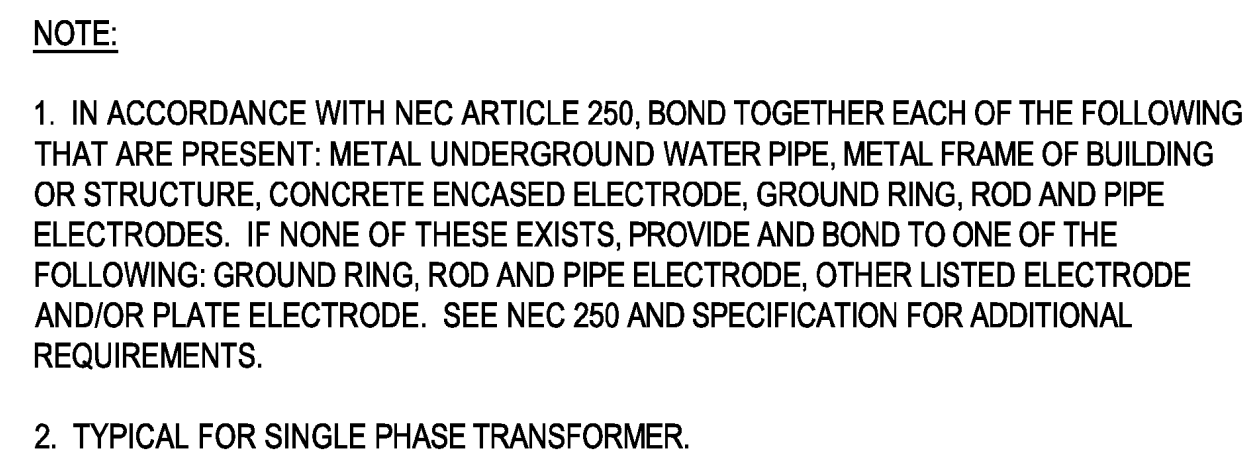 NOTE:
1. IN ACCORDANCE WITH NEC ARTICLE 250, BOND TOGETHER EACH OF THE FOLLOWING
THAT ARE PRESENT: METAL UNDERGROUND WATER PIPE, METAL FRAME OF BUILDING
OR STRUCTURE, CONCRETE ENCASED ELECTRODE, GROUND RING, ROD AND PIPE
ELECTRODES. IF NONE OF THESE EXISTS, PROVIDE AND BOND TO ONE OF THE
FOLLOWING: GROUND RING, ROD AND PIPE ELECTRODE, OTHER LISTED ELECTRODE
AND/OR PLATE ELECTRODE. SEE NEC 250 AND SPECIFICATION FOR ADDITIONAL
REQUIREMENTS.
2. TYPICAL FOR SINGLE PHASE TRANSFORMER.